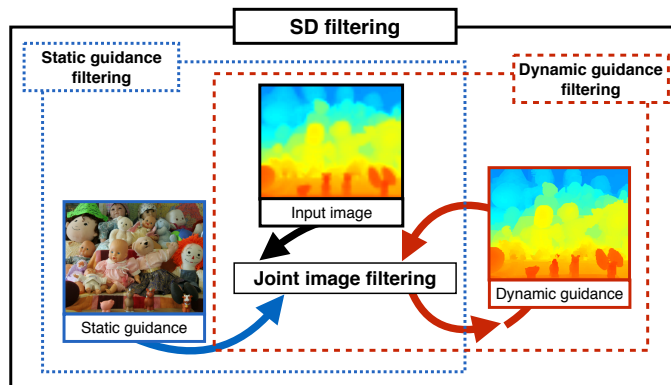 SD filtering
Static guidance
filtering
Dynamic guidance
filtering
Input image
Joint image filtering
Static guidance
Dynamic guidance